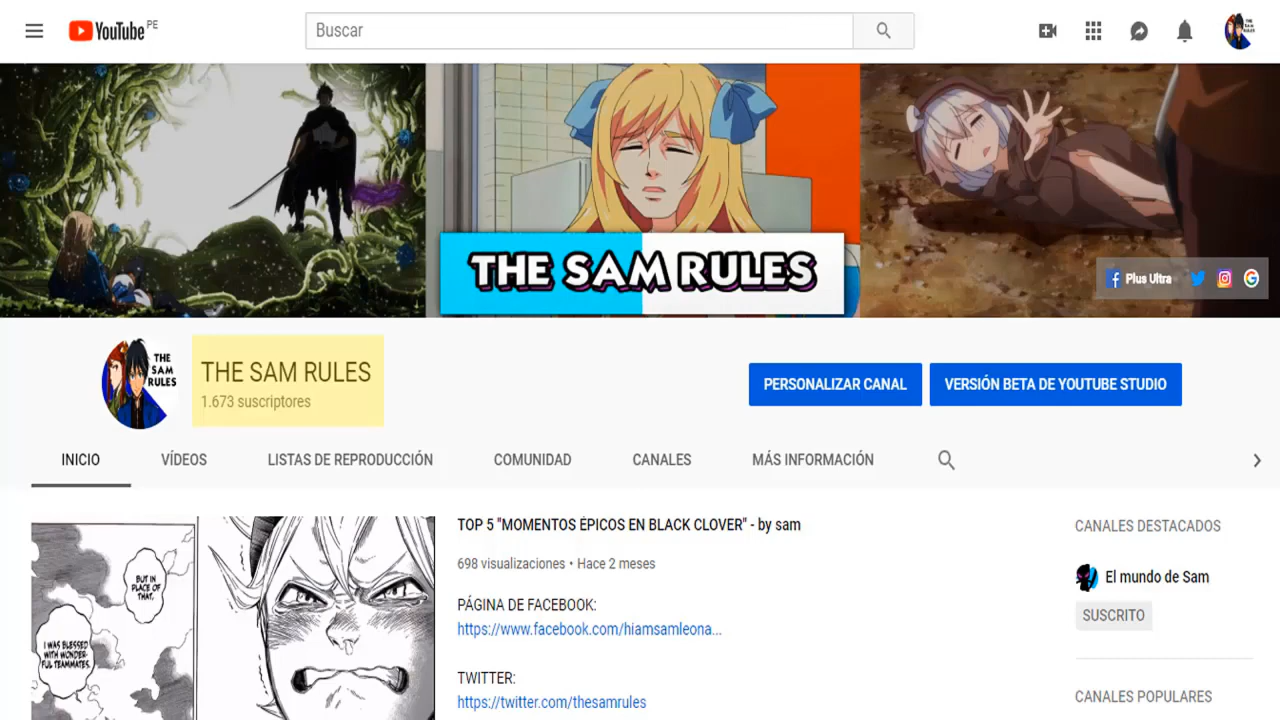 YouTube PE
Buscar
THE
SAM
RULES
THE SAM RULES
Plus Ultra
THE
SAM
RULES
THE SAM RULES
1.673 suscriptores
PERSONALIZAR CANAL
VERSIÓN BETA DE YOUTUBE STUDIO
INICIO
VÍDEOS
LISTAS DE REPRODUCCIÓN
COMUNIDAD
CANALES
MÁS INFORMACIÓN
BUT IN
PLACE OF
THAT,
I WAS BLESSED
WITH WONDER-
FUL TEAMMATES.
TOP 5 "MOMENTOS ÉPICOS EN BLACK CLOVER" - by sam
698 visualizaciones • Hace 2 meses
PÁGINA DE FACEBOOK:
https://www.facebook.com/hiamsamleona...
TWITTER:
https://twitter.com/thesamrules
CANALES DESTACADOS
El mundo de Sam
SUSCRITO
CANALES POPULARES